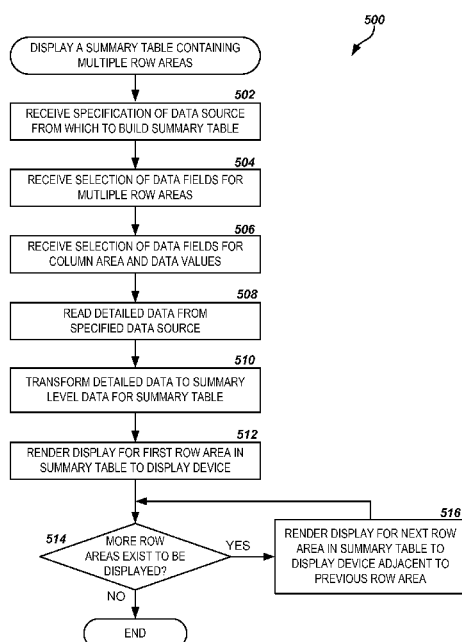 500
DISPLAY A SUMMARY TABLE CONTAINING
MULTIPLE ROW AREAS
502
RECEIVE SPECIFICATION OF DATA SOURCE
FROM WHICH TO BUILD SUMMARY TABLE
504
RECEIVE SELECTION OF DATA FIELDS FOR
MUTLIPLE ROW AREAS
506
RECEIVE SELECTION OF DATA FIELDS FOR
COLUMN AREA AND DATA VALUES
508
READ DETAILED DATA FROM
SPECIFIED DATA SOURCE
510
TRANSFORM DETAILED DATA TO SUMMARY
LEVEL DATA FOR SUMMARY TABLE
512
RENDER DISPLAY FOR FIRST ROW AREA IN
SUMMARY TABLE TO DISPLAY DEVICE
514
MORE ROW
AREAS EXIST TO BE
DISPLAYED?
YES
516
RENDER DISPLAY FOR NEXT ROW
AREA IN SUMMARY TABLE TO
DISPLAY DEVICE ADJACENT TO
PREVIOUS ROW AREA
NO
END